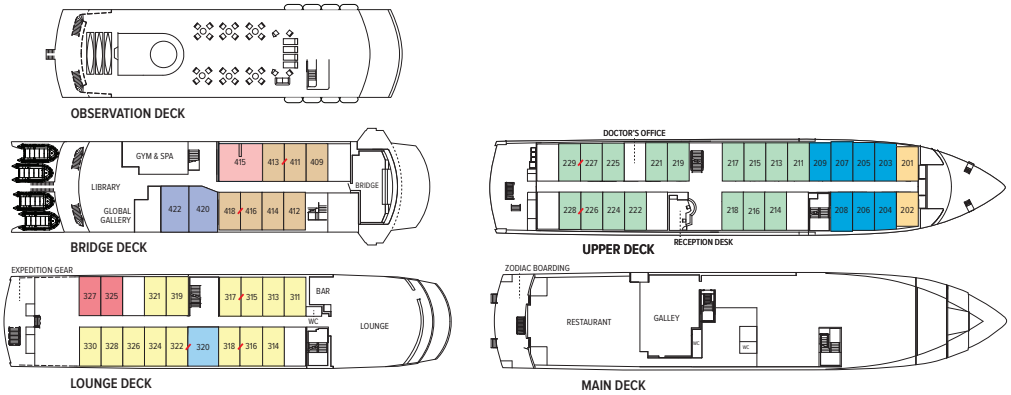 OBSERVATION DECK
GYM & SPA
415
413
411
409
LIBRARY
BRIDGE
GLOBAL
GALLERY
422
420
418
416
414
412
BRIDGE DECK
DOCTOR'S OFFICE
229
227
225
221
219
217
215
213
211
209
207
205
203
201
228
226
224
222
218
216
214
208
206
204
202
RECEPTION DESK
UPPER DECK
EXPEDITION GEAR
327
325
321
319
317
315
313
311
BAR
WC
LOUNGE
330
328
326
324
322
320
318
316
314
LOUNGE DECK
ZODIAC BOARDING
RESTAURANT
GALLEY
WC
WC
MAIN DECK